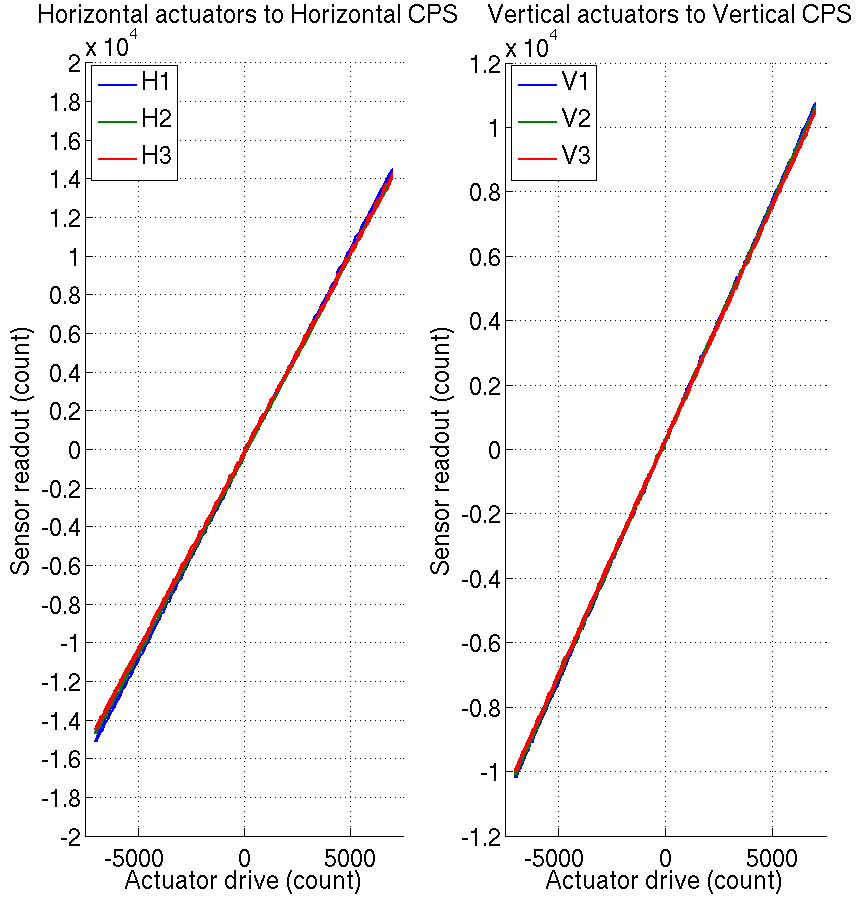 Horizontal actuators to Horizontal CPS
x 10^4
2
1.8
1.6
1.4
1.2
1
0.8
0.6
0.4
0.2
0
-0.2
-0.4
-0.6
-0.8
-1
-1.2
-1.4
-1.6
-1.8
-2
H1
H2
H3
Sensor readout (count)
-5000 0 5000
Actuator drive (count)
Vertical actuators to Vertical CPS
x 10^4
1.2
1
0.8
0.6
0.4
0.2
0
-0.2
-0.4
-0.6
-0.8
-1
-1.2
V1
V2
V3
Sensor readout (count)
-5000 0 5000
Actuator drive (count)